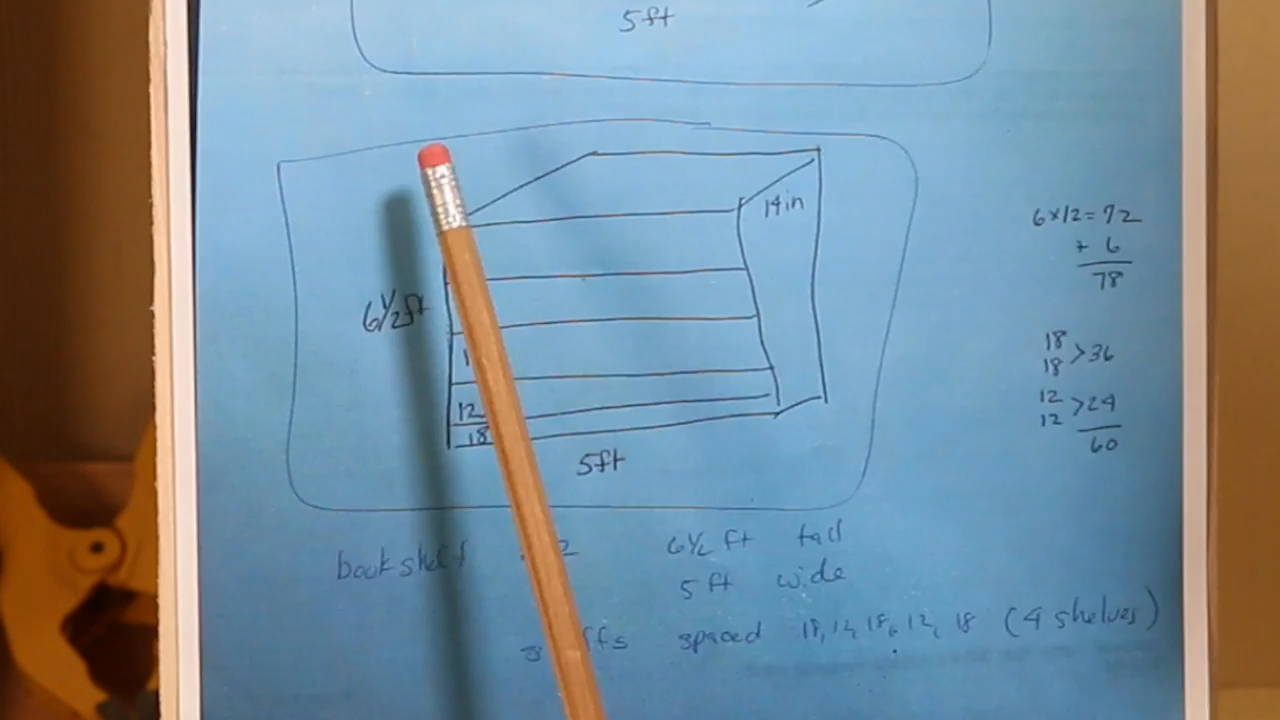 5ft
14in
6½ft
12
18
5ft
6x12=72
+ 6
78
18
18 >36
12
12 >24
60
bookshelf 2 6½ ft tall
5 ft wide
spaced 18, 12, 18, 12, 18 (4 shelves)